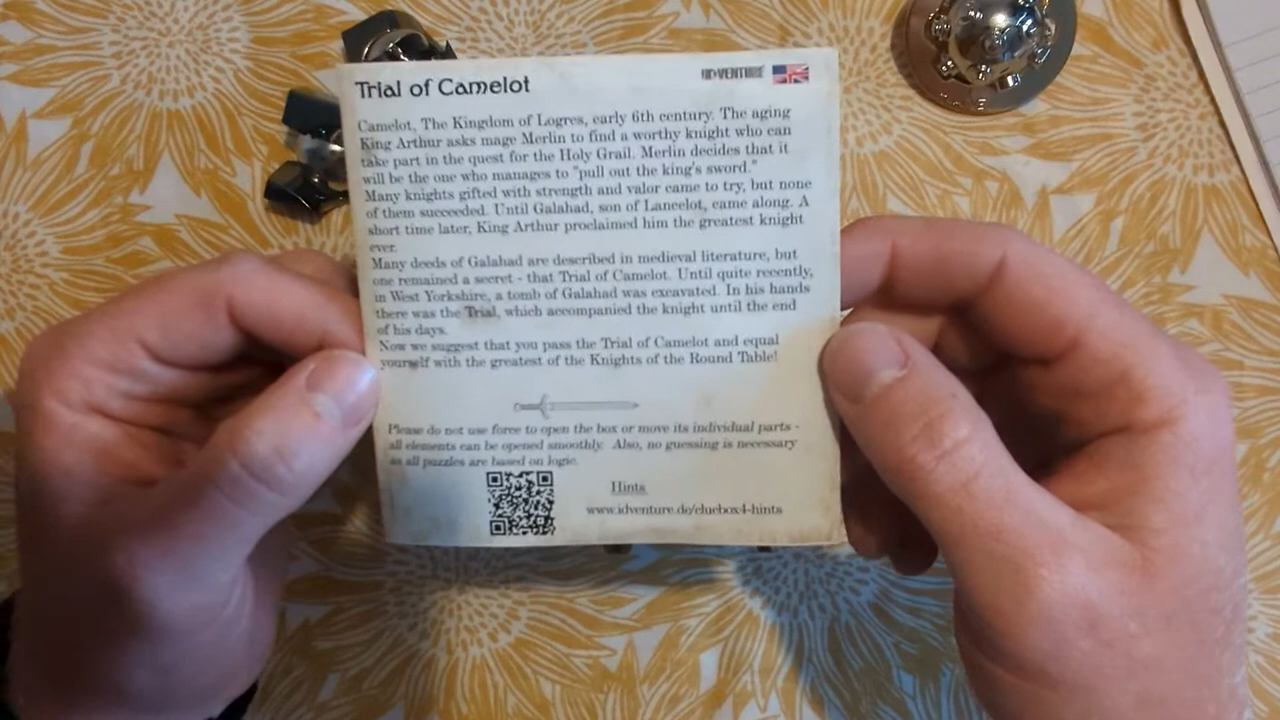 Trial of Camelot
iD·VENTURE
Camelot, The Kingdom of Logres, early 6th century. The aging
King Arthur asks mage Merlin to find a worthy knight who can
take part in the quest for the Holy Grail. Merlin decides that it
will be the one who manages to "pull out the king's sword."
Many knights gifted with strength and valor came to try, but none
of them succeeded. Until Galahad, son of Lancelot, came along. A
short time later, King Arthur proclaimed him the greatest knight
ever.
Many deeds of Galahad are described in medieval literature, but
one remained a secret - that Trial of Camelot. Until quite recently,
in West Yorkshire, a tomb of Galahad was excavated. In his hands
there was the Trial, which accompanied the knight until the end
of his days.
Now we suggest that you pass the Trial of Camelot and equal
yourself with the greatest of the Knights of the Round Table!
Please do not use force to open the box or move its individual parts -
all elements can be opened smoothly. Also, no guessing is necessary
as all puzzles are based on logic.
Hints
www.idventure.de/cluebox4-hints